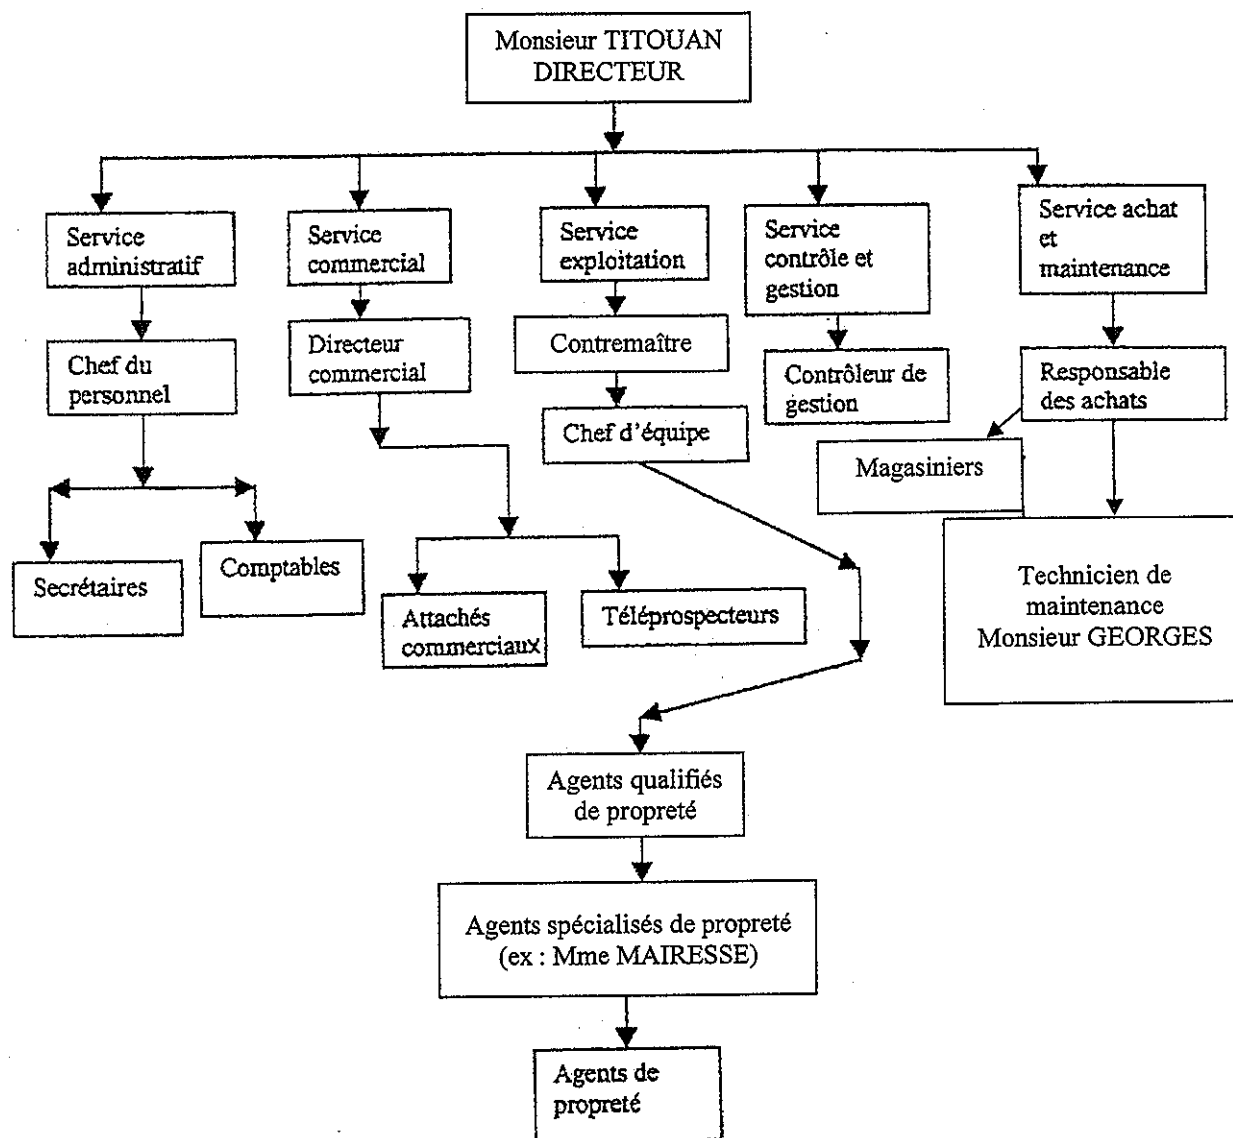 Monsieur TITOUAN
DIRECTEUR
Service
administratif
Service
commercial
Service
exploitation
Service
contrôle et
gestion
Service achat
et
maintenance
Chef du
personnel
Directeur
commercial
Contremaître
Contrôleur de
gestion
Responsable
des achats
Chef d'équipe
Magasiniers
Secrétaires
Comptables
Attachés
commerciaux
Téléprospecteurs
Technicien de
maintenance
Monsieur GEORGES
Agents qualifiés
de propreté
Agents spécialisés de propreté
(ex : Mme MAIRESSE)
Agents de
propreté